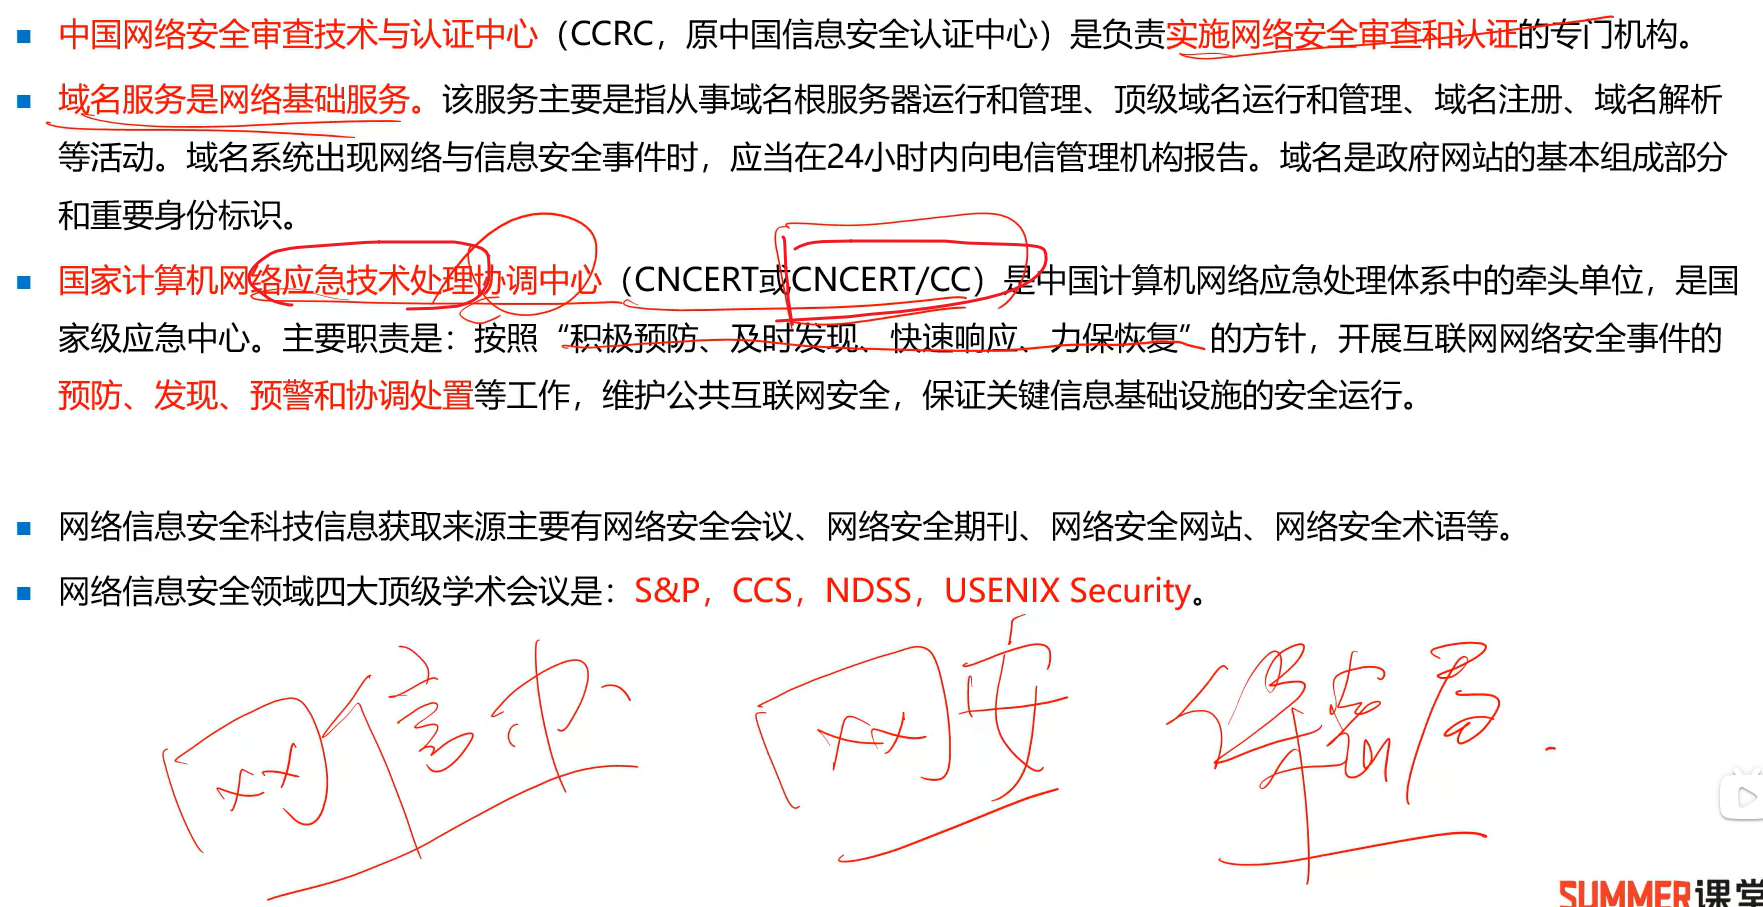 中国网络安全审查技术与认证中心（CCRC，原中国信息安全认证中心）是负责实施网络安全审查和认证的专门机构。
域名服务是网络基础服务。该服务主要是指从事域名根服务器运行和管理、顶级域名运行和管理、域名注册、域名解析
等活动。域名系统出现网络与信息安全事件时，应当在24小时内向电信管理机构报告。域名是政府网站的基本组成部分
和重要身份标识。
国家计算机网络应急技术处理协调中心（CNCERT或CNCERT/CC）是中国计算机网络应急处理体系中的牵头单位，是国
家级应急中心。主要职责是：按照“积极预防、及时发现、快速响应、力保恢复”的方针，开展互联网网络安全事件的
预防、发现、预警和协调处置等工作，维护公共互联网安全，保证关键信息基础设施的安全运行。
网络信息安全科技信息获取来源主要有网络安全会议、网络安全期刊、网络安全网站、网络安全术语等。
网络信息安全领域四大顶级学术会议是：S&P，CCS，NDSS，USENIX Security。
网信办 网安 保密局
SUMMER课堂